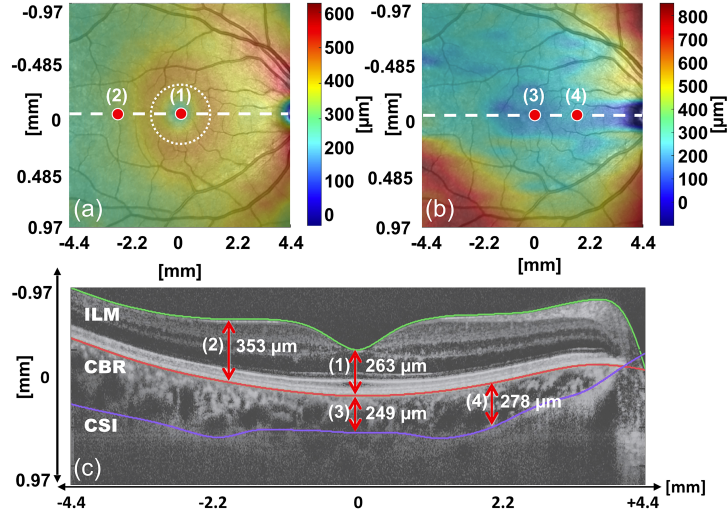 -0.97
-0.485
0
0.485
0.97
[mm]
-4.4 -2.2 0 2.2 4.4
[mm]
(2) (1)
(a)
600
500
400
300
200
100
0
[µm]
-0.97
-0.485
0
0.485
0.97
[mm]
-4.4 -2.2 0 2.2 4.4
[mm]
(3) (4)
(b)
800
700
600
500
400
300
200
100
0
[µm]
-0.97
0
0.97
[mm]
ILM
CBR
CSI
(2) 353 µm
(1) 263 µm
(3) 249 µm
(4) 278 µm
(c)
-4.4 -2.2 0 2.2 +4.4
[mm]